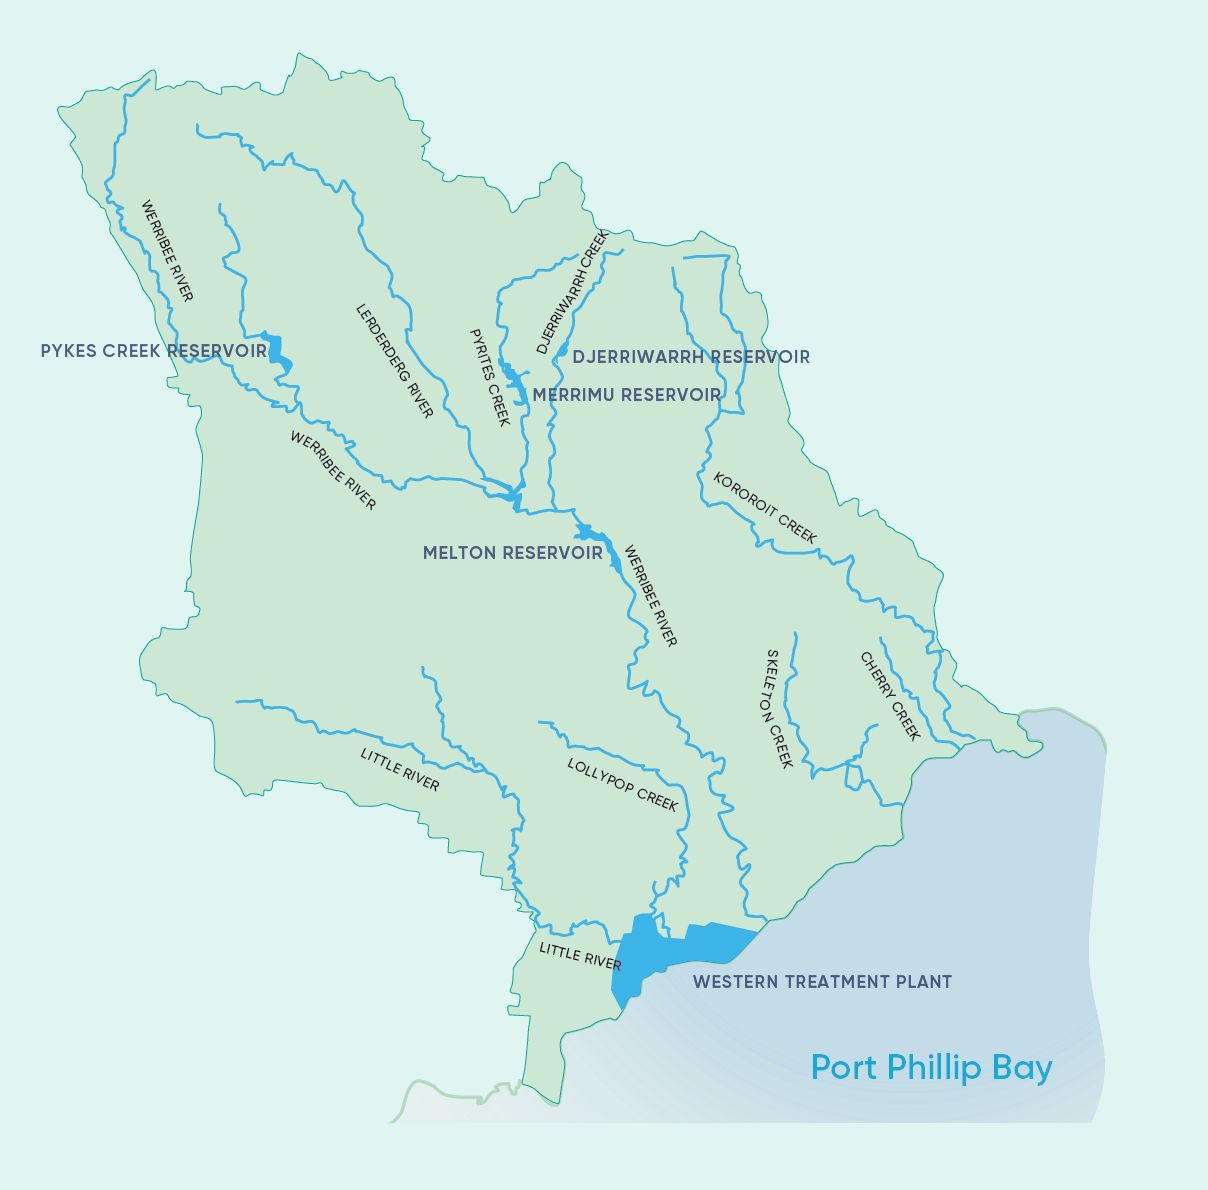 WERRIBEE RIVER
DJERRIWARRH CREEK
PYKES CREEK RESERVOIR
LERDERDERG RIVER
PYRITES CREEK
DJERRIWARRH RESERVOIR
MERRIMU RESERVOIR
WERRIBEE RIVER
KOROROIT CREEK
MELTON RESERVOIR
WERRIBEE RIVER
SKELETON CREEK
CHERRY CREEK
LITTLE RIVER
LOLLYPOP CREEK
LITTLE RIVER
WESTERN TREATMENT PLANT
Port Phillip Bay